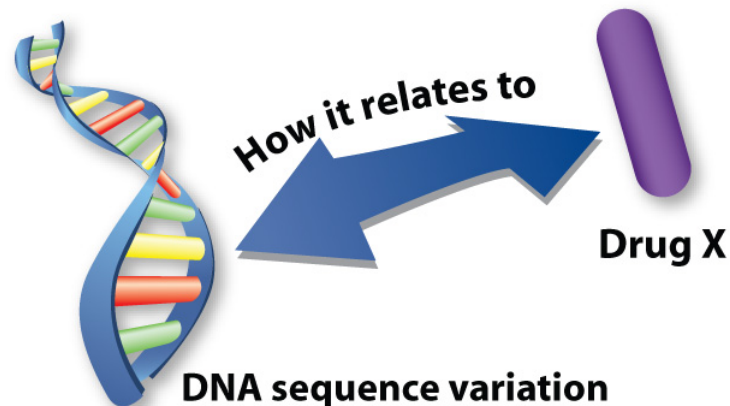 How it relates to
Drug X
DNA sequence variation